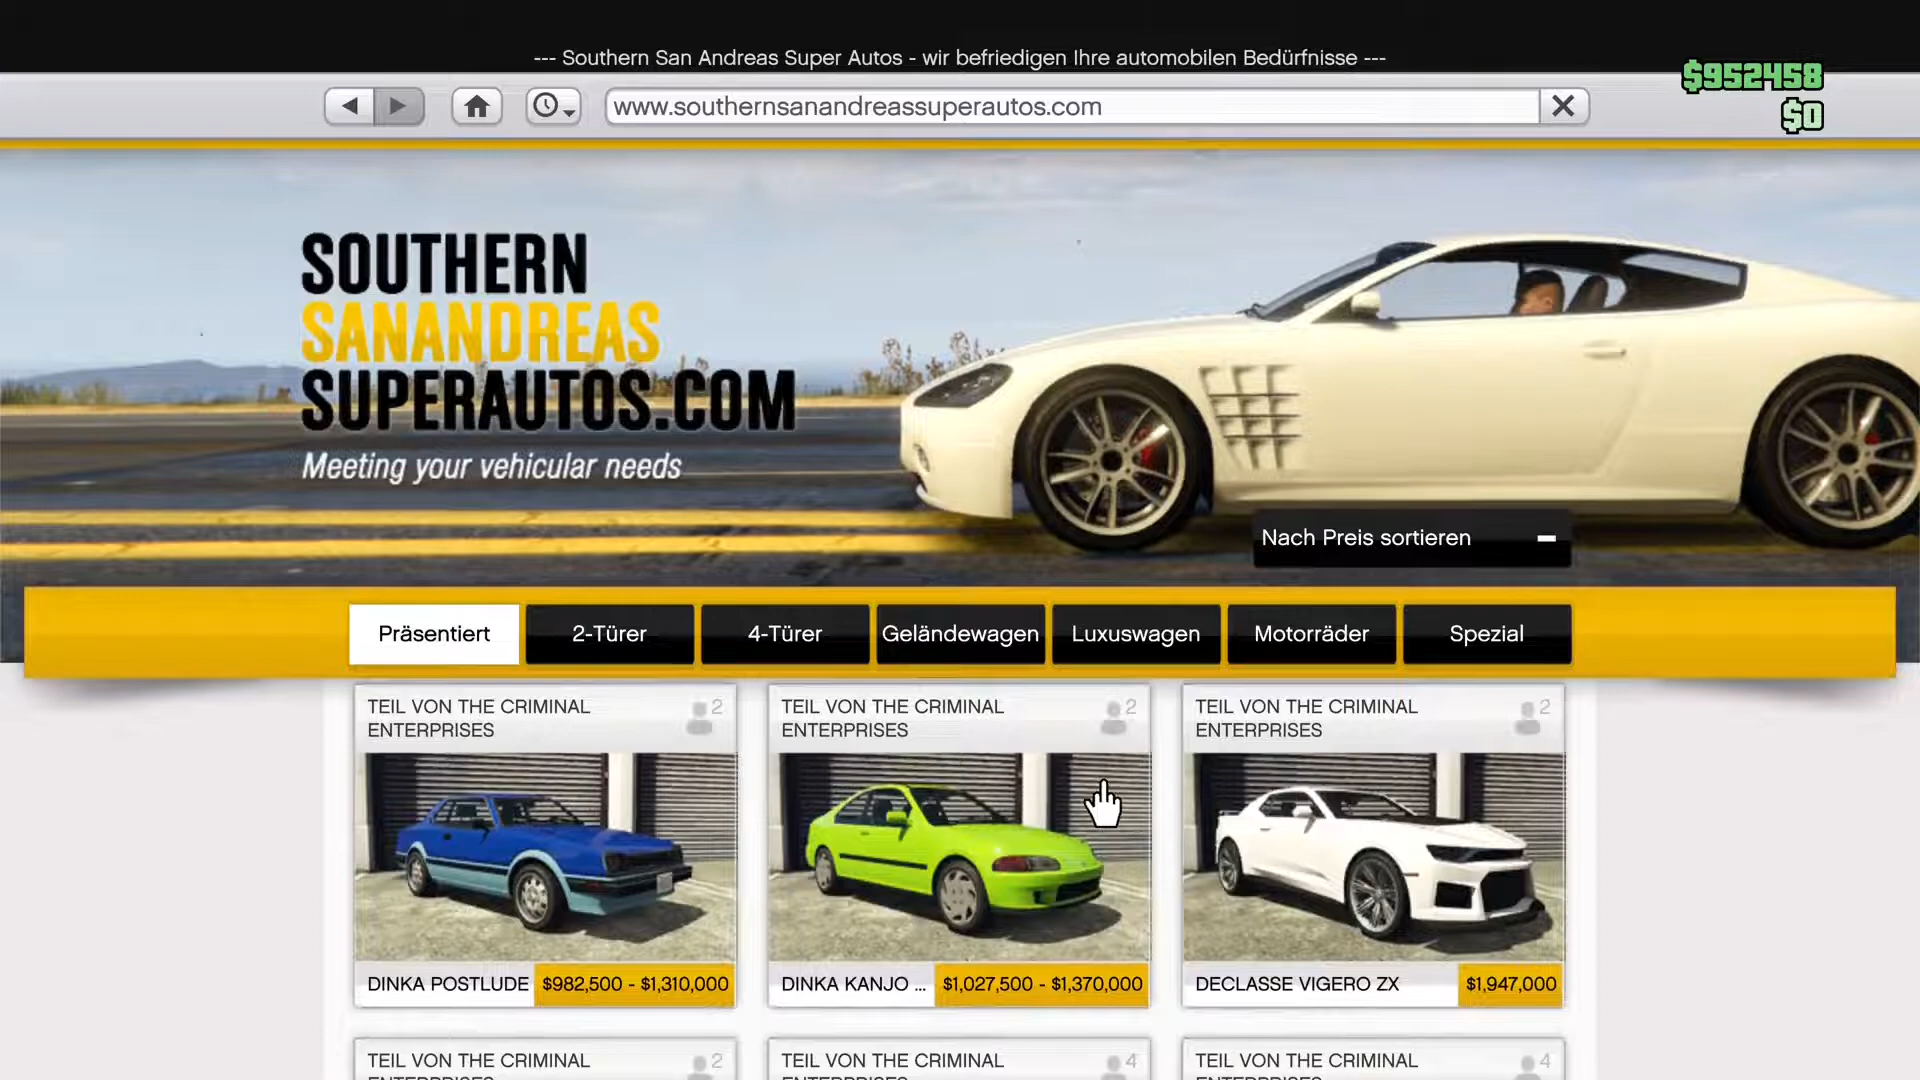 --- Southern San Andreas Super Autos - wir befriedigen Ihre automobilen Bedürfnisse ---
www.southernsanandreassuperautos.com
$952458
$0
SOUTHERN
SANANDREAS
SUPERAUTOS.COM
Meeting your vehicular needs
Nach Preis sortieren
Präsentiert
2-Türer
4-Türer
Geländewagen
Luxuswagen
Motorräder
Spezial
TEIL VON THE CRIMINAL
ENTERPRISES
2
DINKA POSTLUDE
$982,500 - $1,310,000
TEIL VON THE CRIMINAL
ENTERPRISES
2
DINKA KANJO ...
$1,027,500 - $1,370,000
TEIL VON THE CRIMINAL
ENTERPRISES
2
DECLASSE VIGERO ZX
$1,947,000
TEIL VON THE CRIMINAL
ENTERPRISES
2
TEIL VON THE CRIMINAL
ENTERPRISES
4
TEIL VON THE CRIMINAL
ENTERPRISES
4